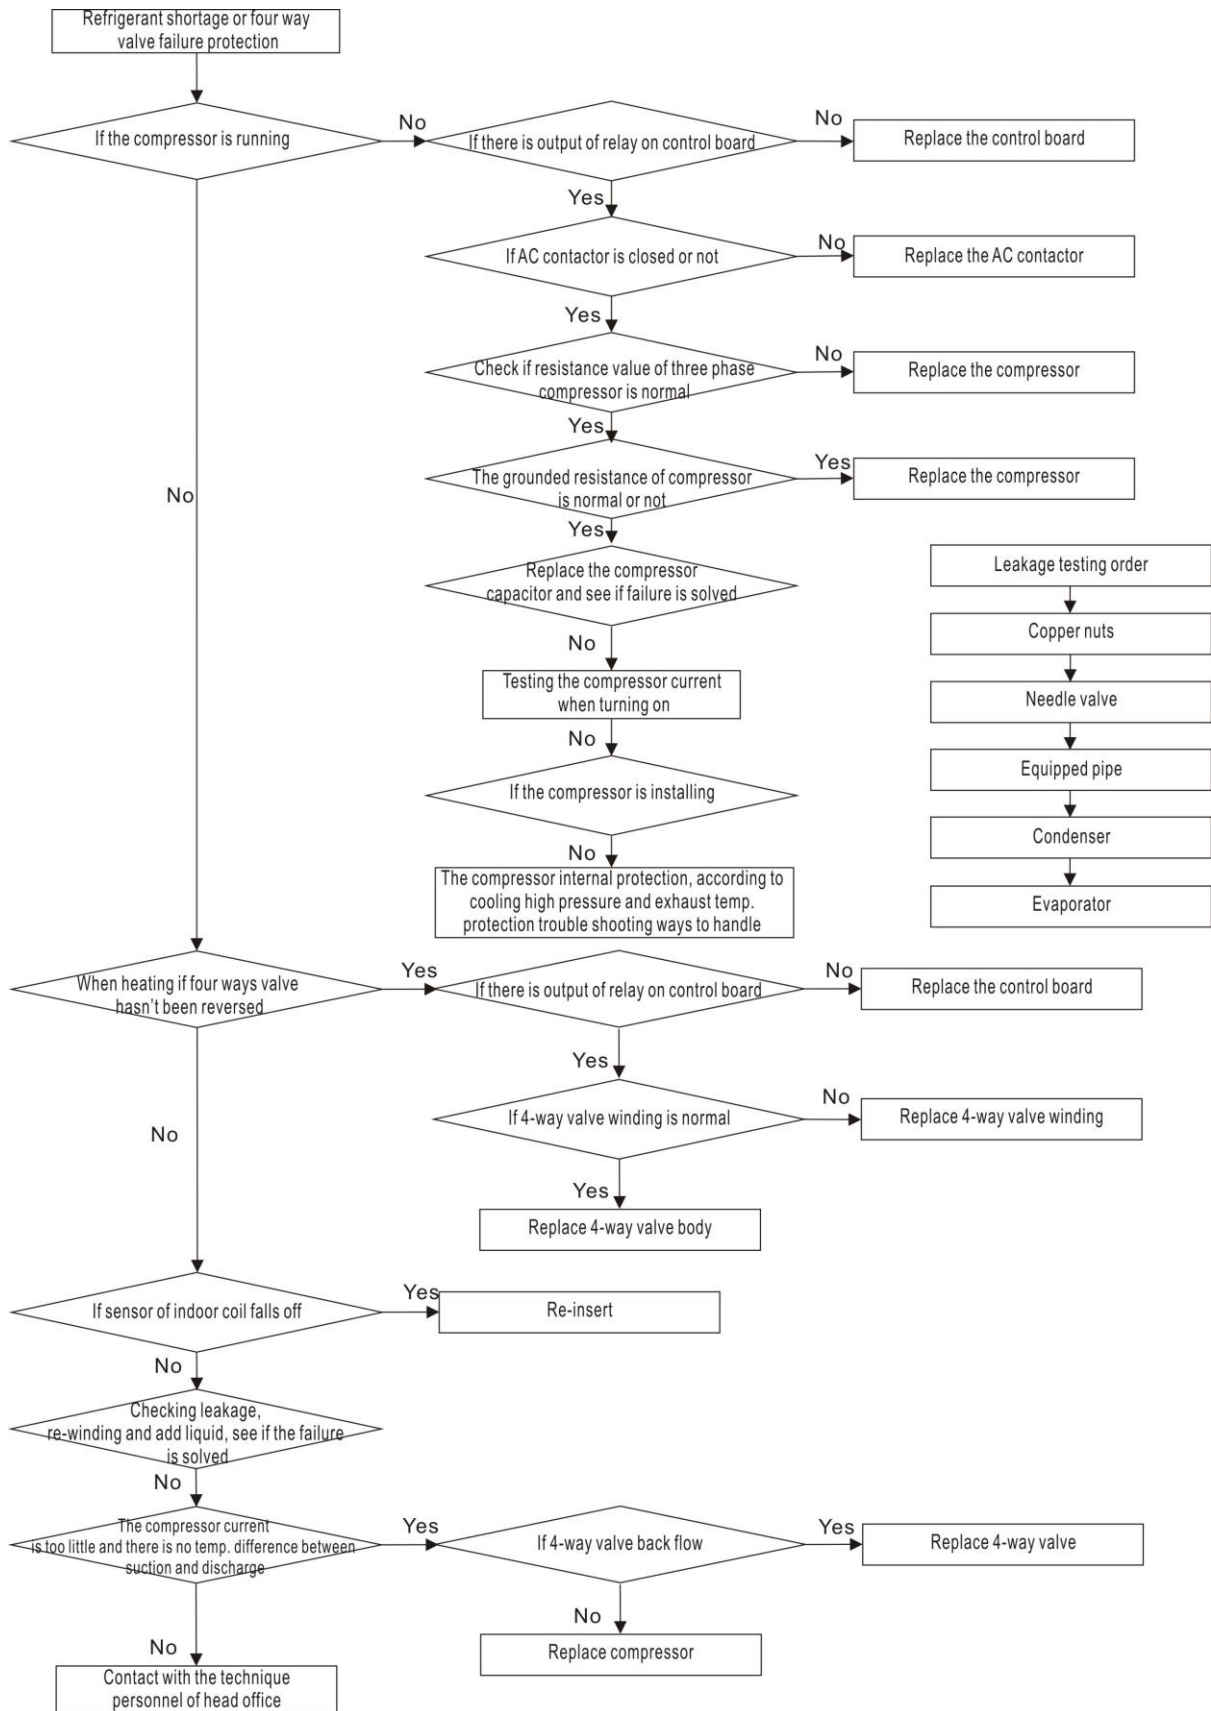 Refrigerant shortage or four way
valve failure protection
If the compressor is running
No
If there is output of relay on control board
No
Replace the control board
Yes
If AC contactor is closed or not
No
Replace the AC contactor
Yes
Check if resistance value of three phase
compressor is normal
No
Replace the compressor
Yes
The grounded resistance of compressor
is normal or not
Yes
Replace the compressor
No
Yes
Replace the compressor
capacitor and see if failure is solved
No
Testing the compressor current
when turning on
No
If the compressor is installing
No
The compressor internal protection, according to
cooling high pressure and exhaust temp.
protection trouble shooting ways to handle
Leakage testing order
Copper nuts
Needle valve
Equipped pipe
Condenser
Evaporator
When heating if four ways valve
hasn't been reversed
Yes
If there is output of relay on control board
No
Replace the control board
Yes
If 4-way valve winding is normal
No
Replace 4-way valve winding
No
Yes
Replace 4-way valve body
If sensor of indoor coil falls off
Yes
Re-insert
No
Checking leakage,
re-winding and add liquid, see if the failure
is solved
No
The compressor current
is too little and there is no temp. difference between
suction and discharge
Yes
If 4-way valve back flow
Yes
Replace 4-way valve
No
Replace compressor
No
Contact with the technique
personnel of head office